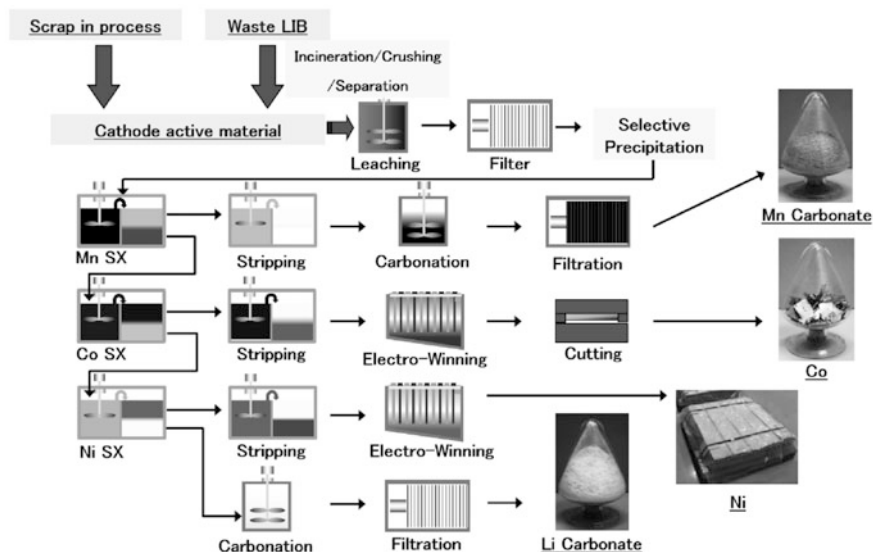 Scrap in process
Waste LIB
Incineration/Crushing
/Separation
Cathode active material
Leaching
Filter
Selective
Precipitation
Mn Carbonate
Mn SX
Stripping
Carbonation
Filtration
Co SX
Stripping
Electro-Winning
Cutting
Co
Ni SX
Stripping
Electro-Winning
Ni
Carbonation
Filtration
Li Carbonate